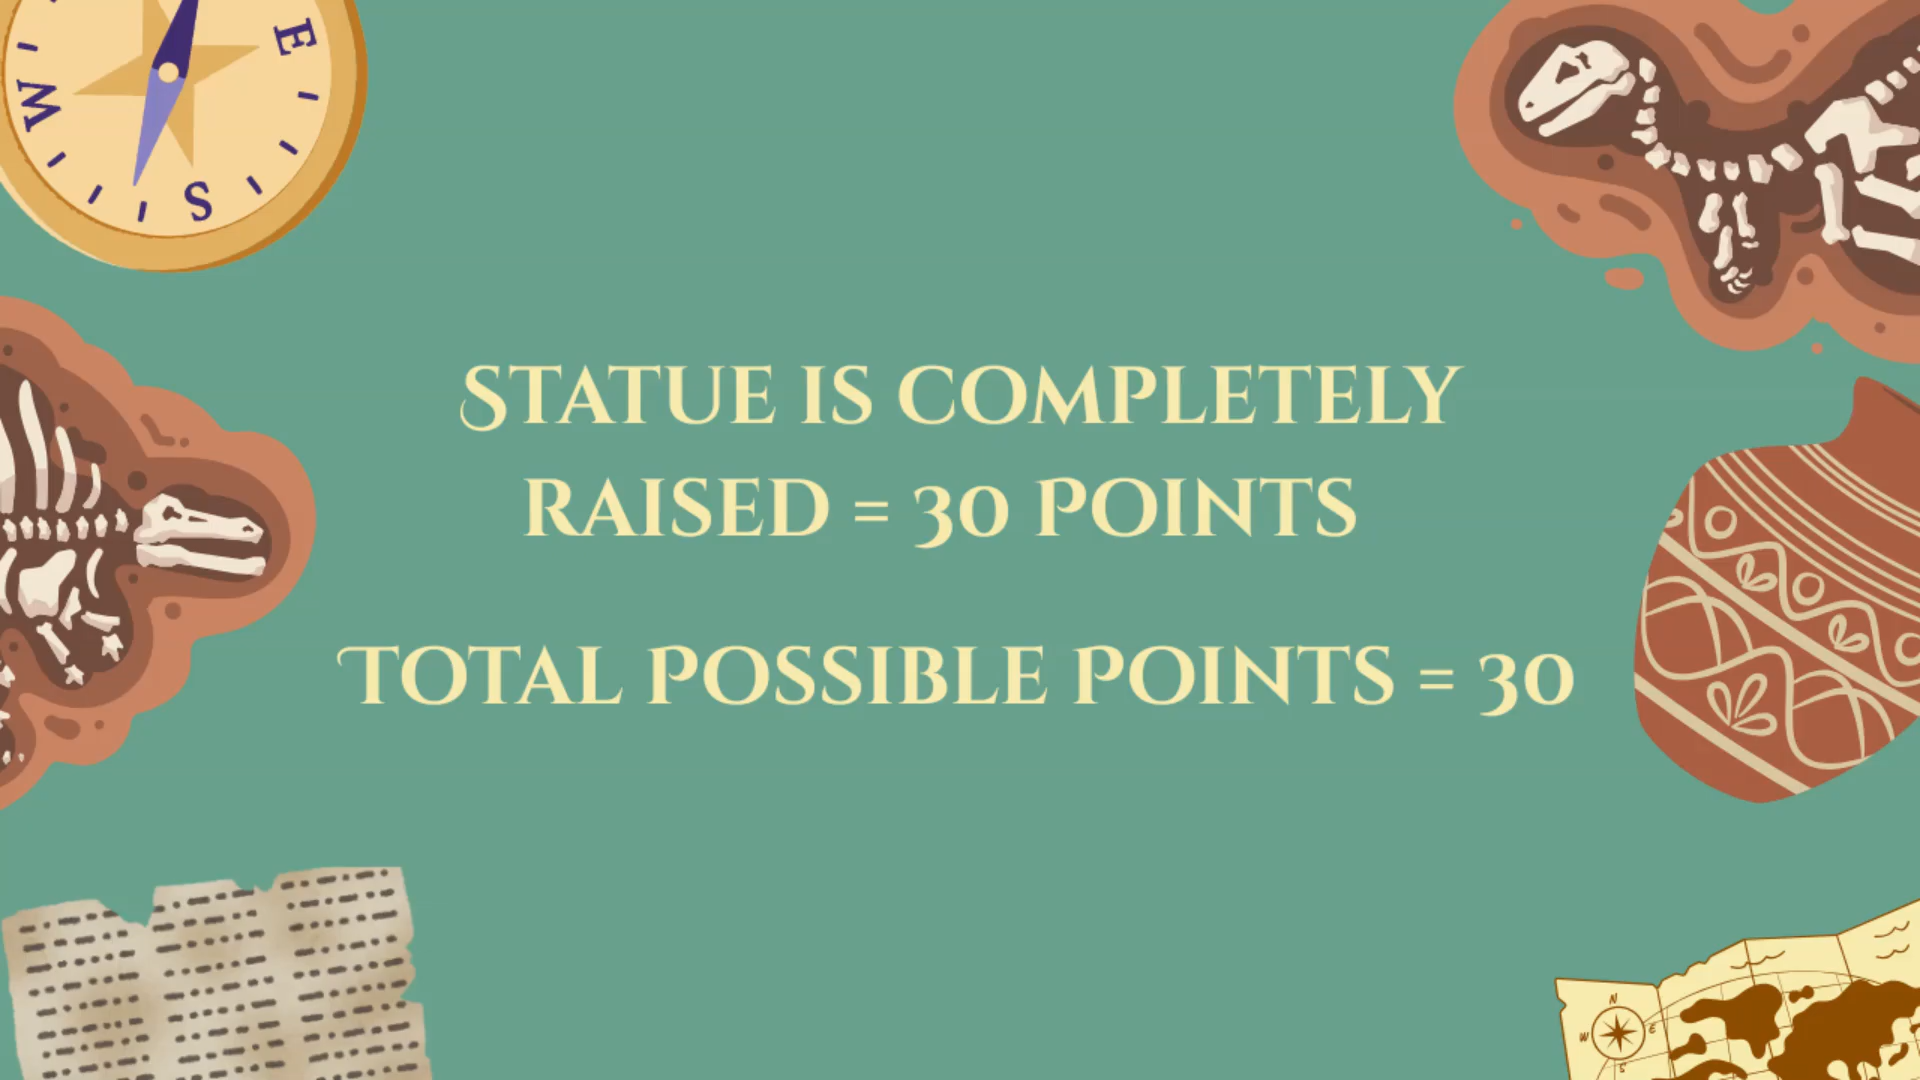 E
W
S
Statue is completely
raised = 30 Points
Total Possible Points = 30
N
W
E
S